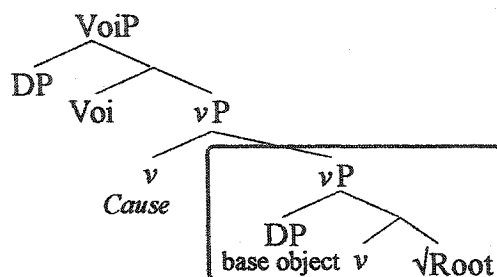 VoiP
DP
Voi vP
v vP
Cause
DP
base object v √Root